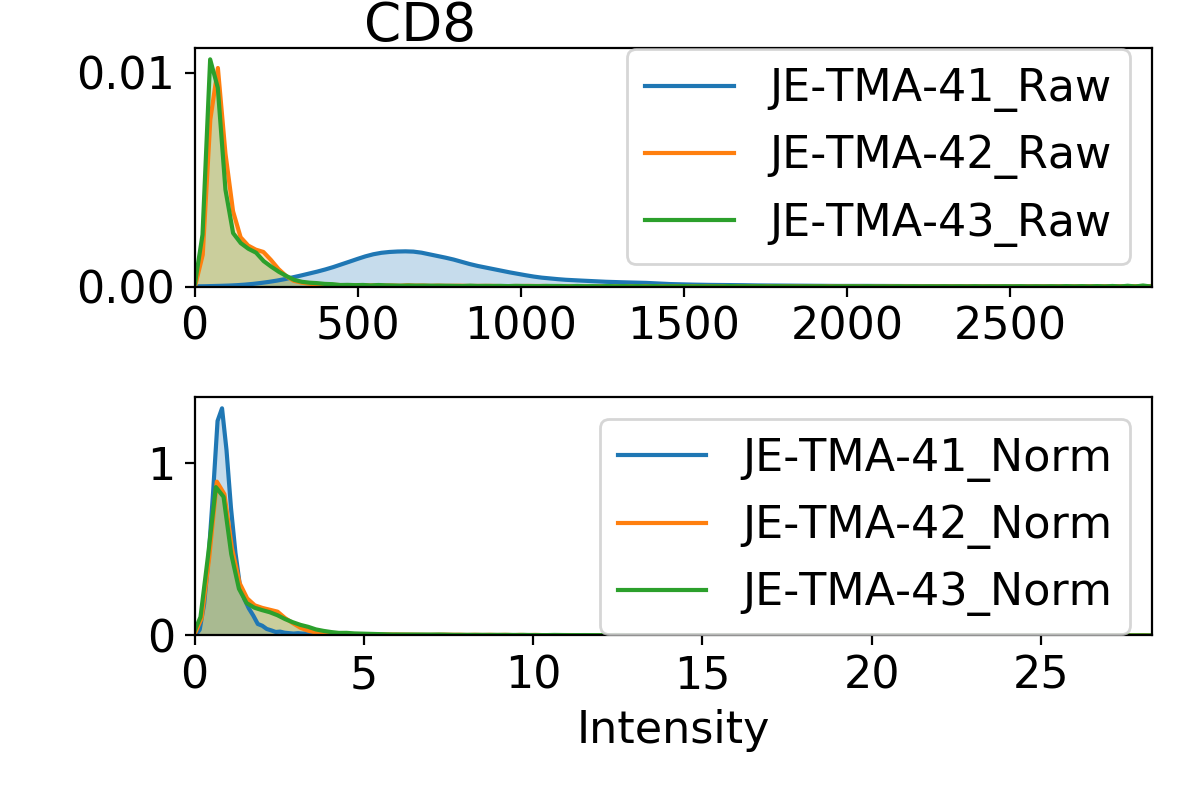 CD8
0.01
0.00
JE-TMA-41_Raw
JE-TMA-42_Raw
JE-TMA-43_Raw
0 500 1000 1500 2000 2500
1
0
JE-TMA-41_Norm
JE-TMA-42_Norm
JE-TMA-43_Norm
0 5 10 15 20 25
Intensity